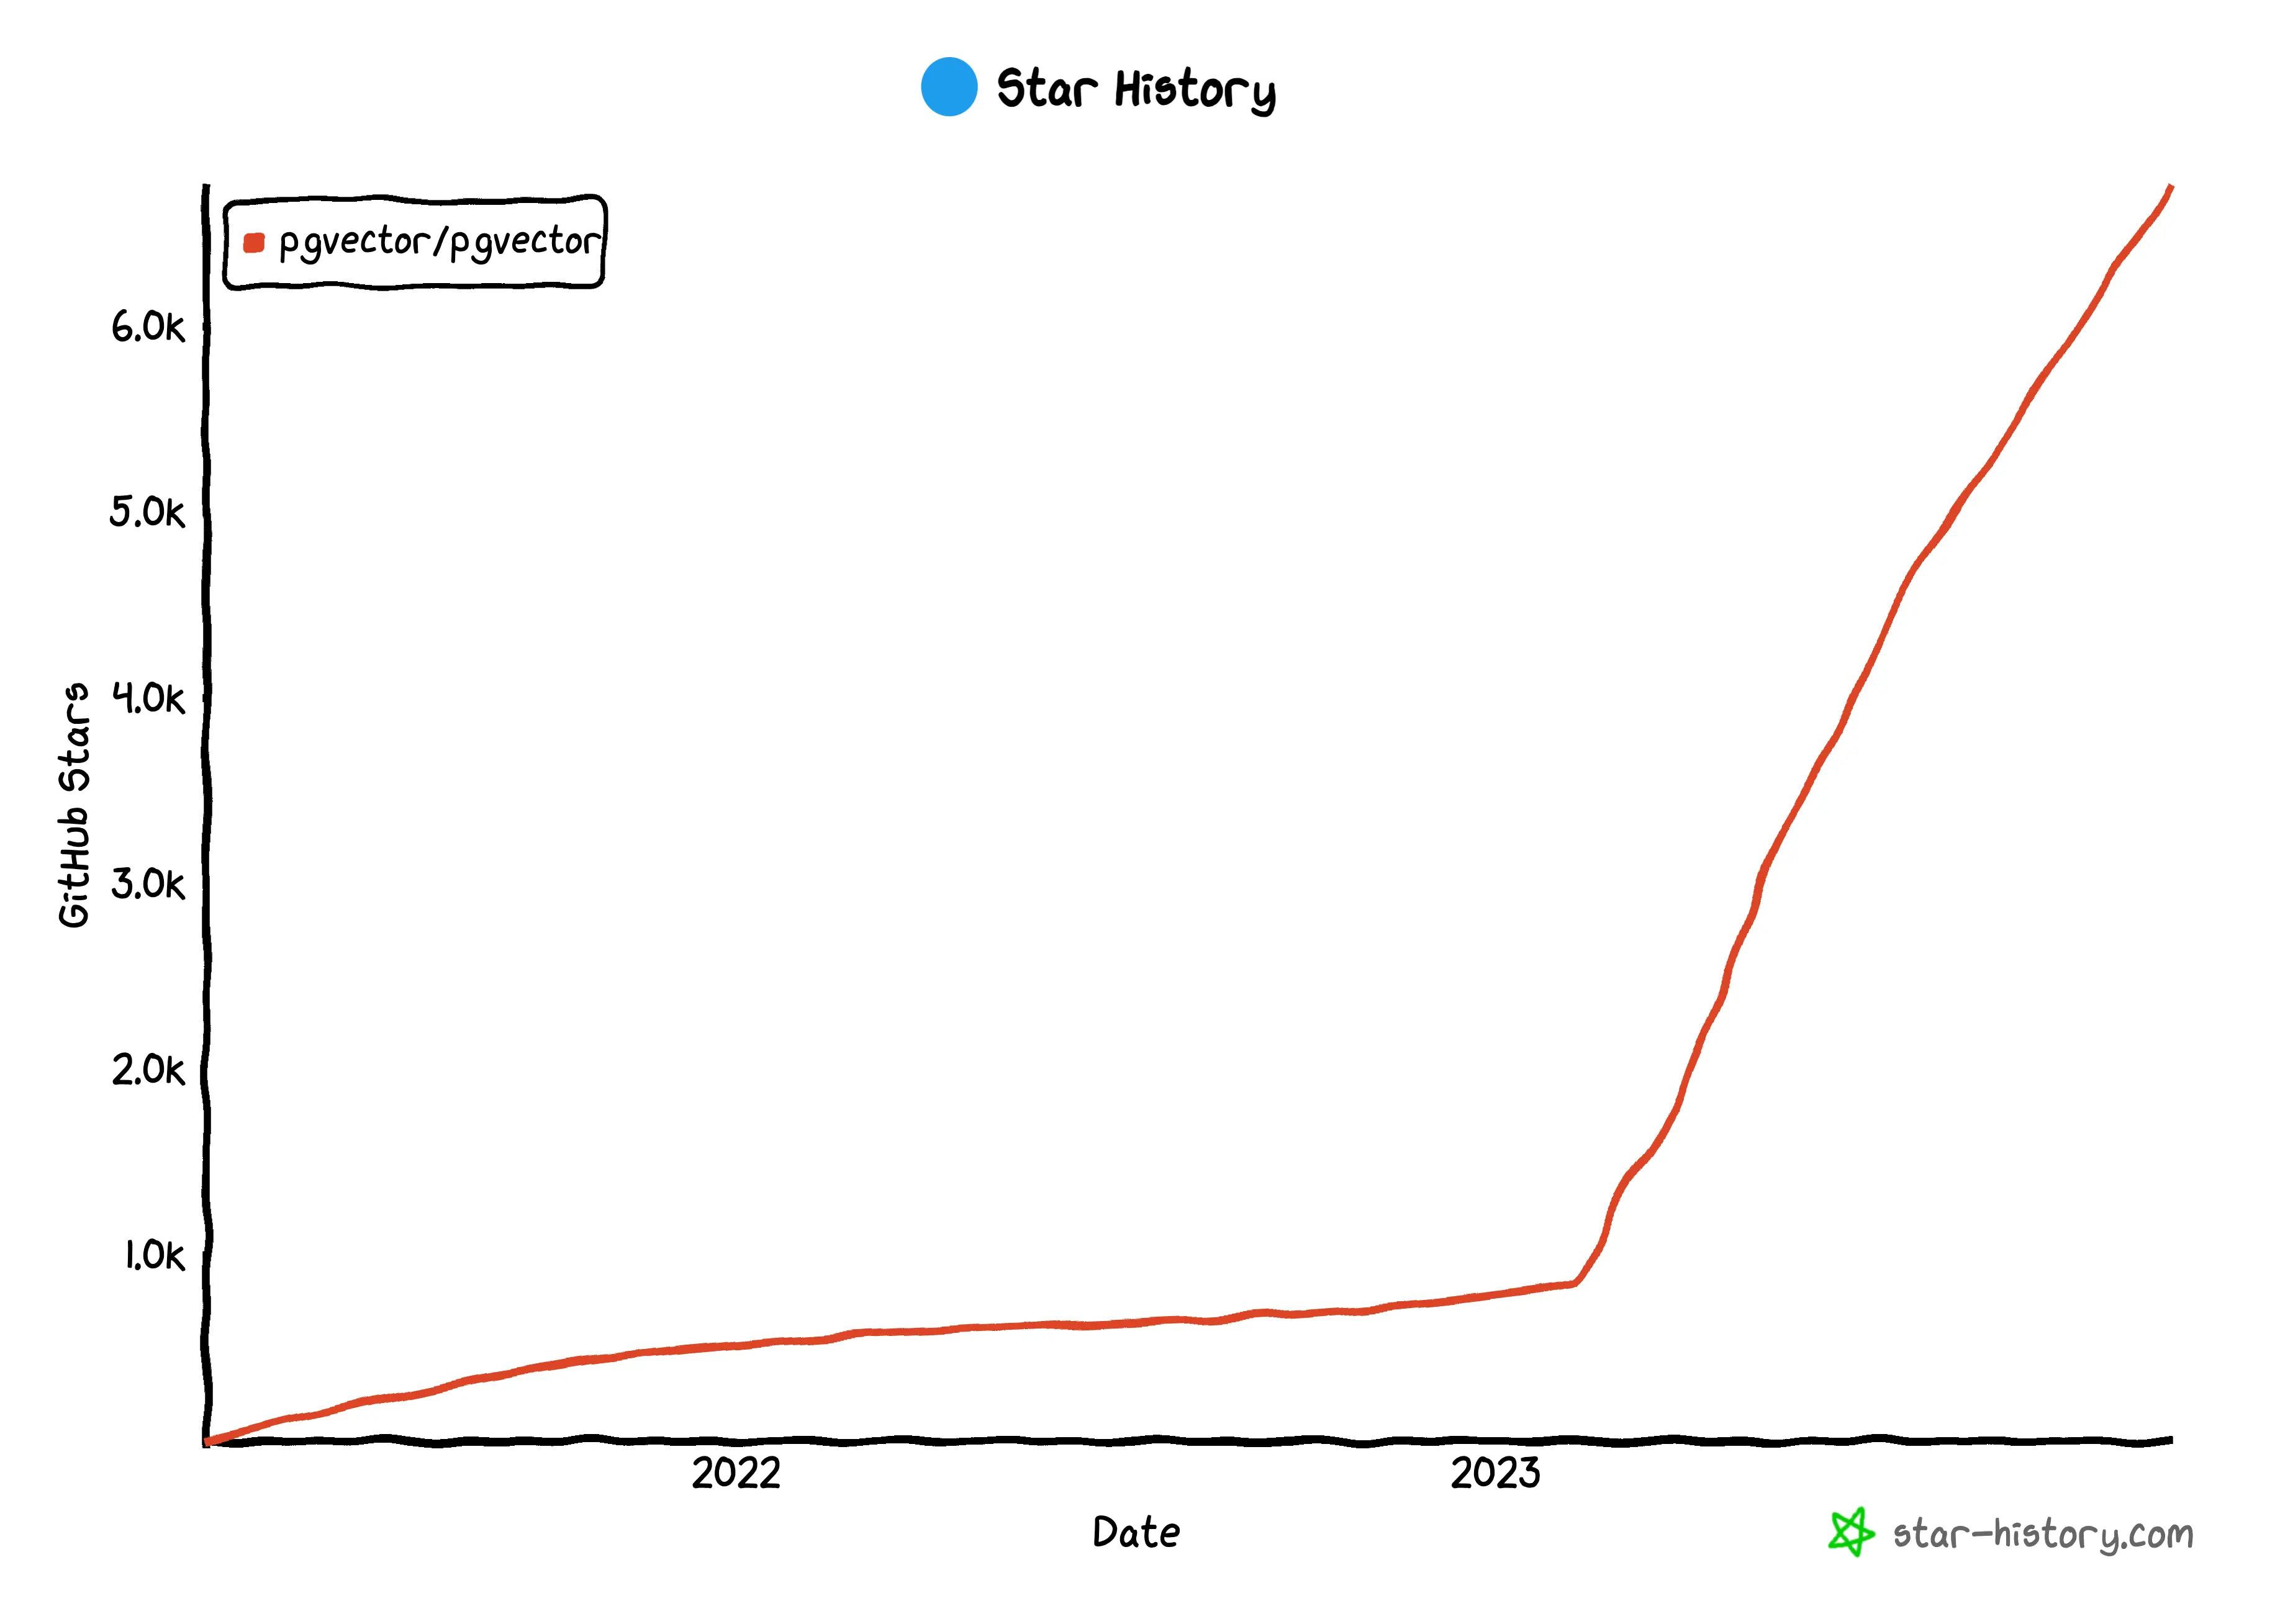 Star History
pgvector/pgvector
6.0K
5.0K
4.0K
3.0K
2.0K
1.0K
GitHub Stars
2022
2023
Date
star-history.com